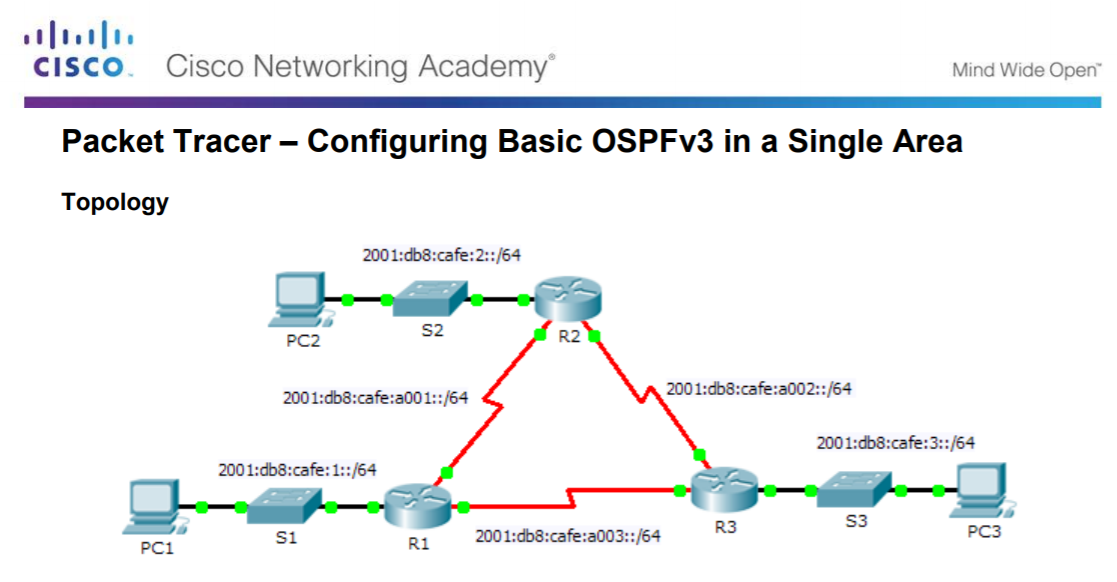 CISCO. Cisco Networking Academy® Mind Wide Open™
Packet Tracer – Configuring Basic OSPFv3 in a Single Area
Topology
2001:db8:cafe:2::/64
PC2
S2
R2
2001:db8:cafe:a001::/64
2001:db8:cafe:a002::/64
2001:db8:cafe:3::/64
2001:db8:cafe:1::/64
PC1
S1
R1
2001:db8:cafe:a003::/64
R3
S3
PC3